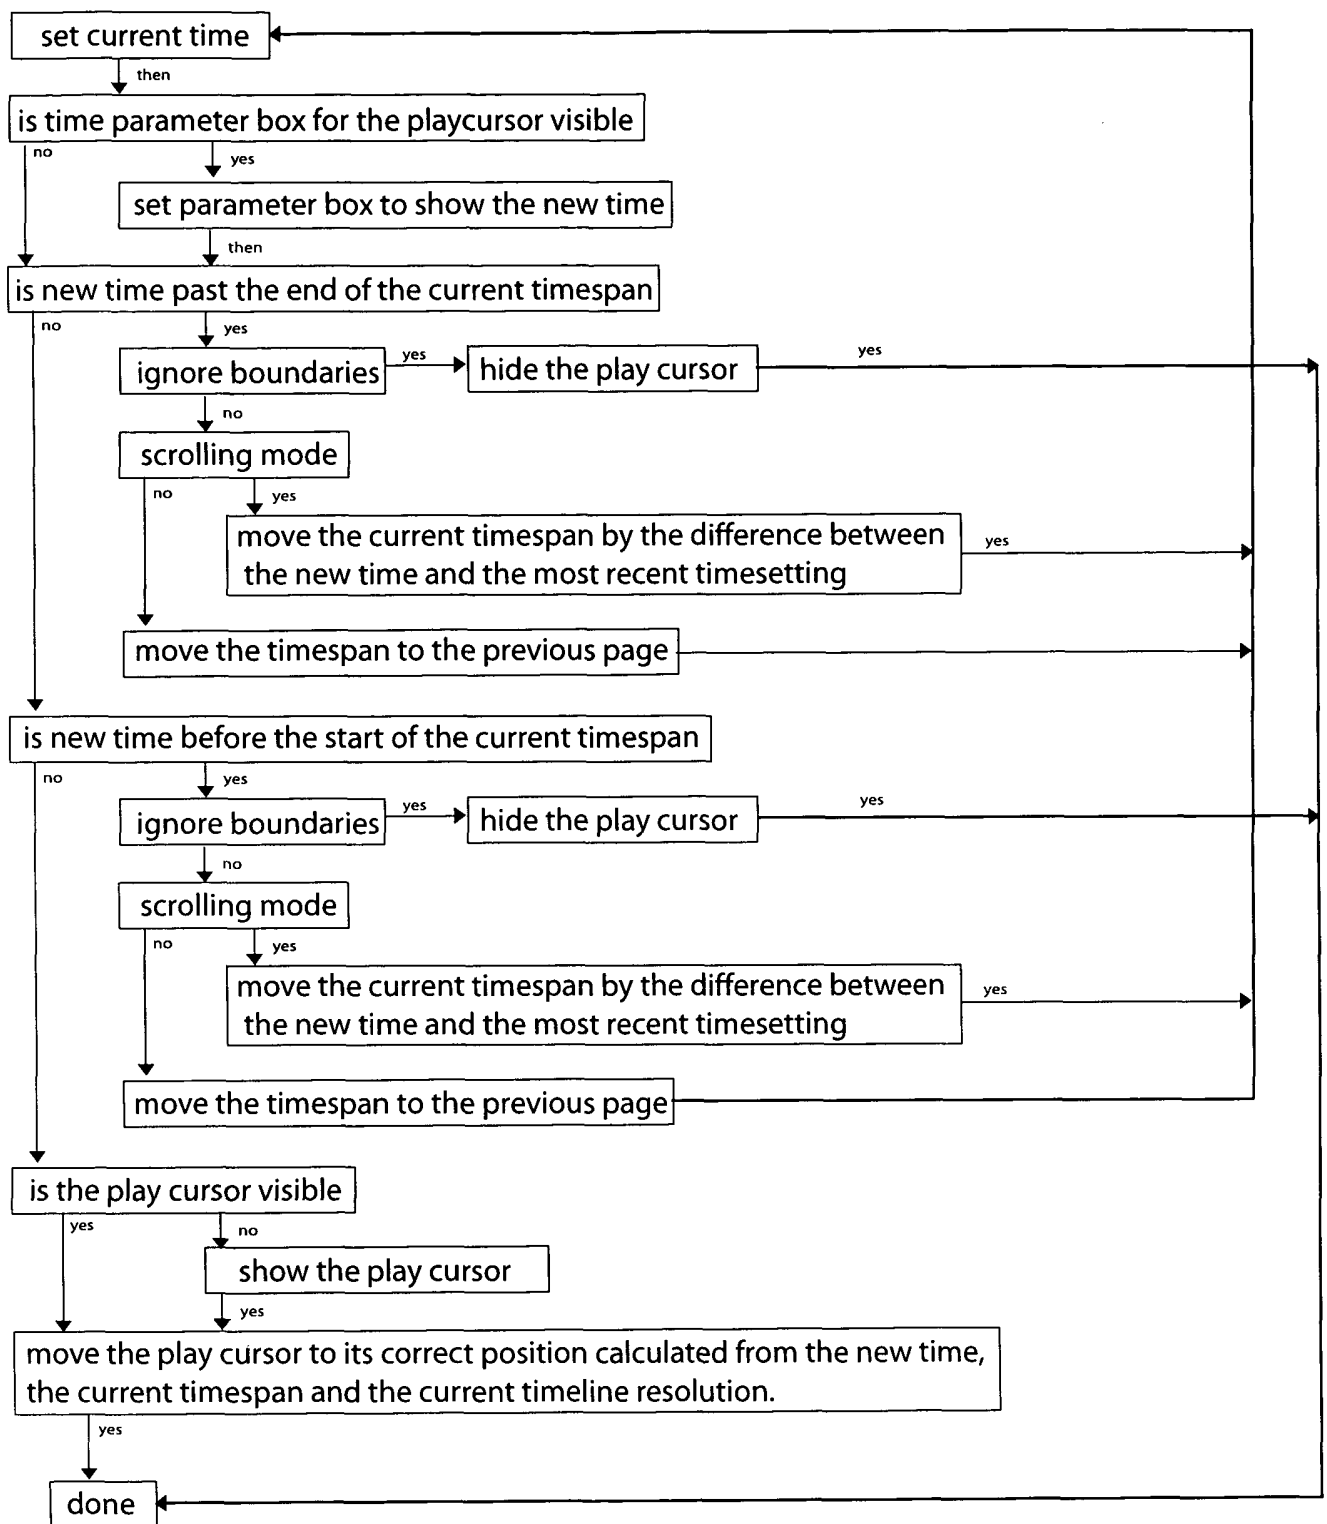 set current time
then
is time parameter box for the playcursor visible
no
yes
set parameter box to show the new time
then
is new time past the end of the current timespan
no
yes
ignore boundaries
yes
hide the play cursor
yes
no
scrolling mode
no
yes
move the current timespan by the difference between
the new time and the most recent timesetting
yes
move the timespan to the previous page
is new time before the start of the current timespan
no
yes
ignore boundaries
yes
hide the play cursor
yes
no
scrolling mode
no
yes
move the current timespan by the difference between
the new time and the most recent timesetting
yes
move the timespan to the previous page
is the play cursor visible
yes
no
show the play cursor
yes
move the play cursor to its correct position calculated from the new time,
the current timespan and the current timeline resolution.
yes
done